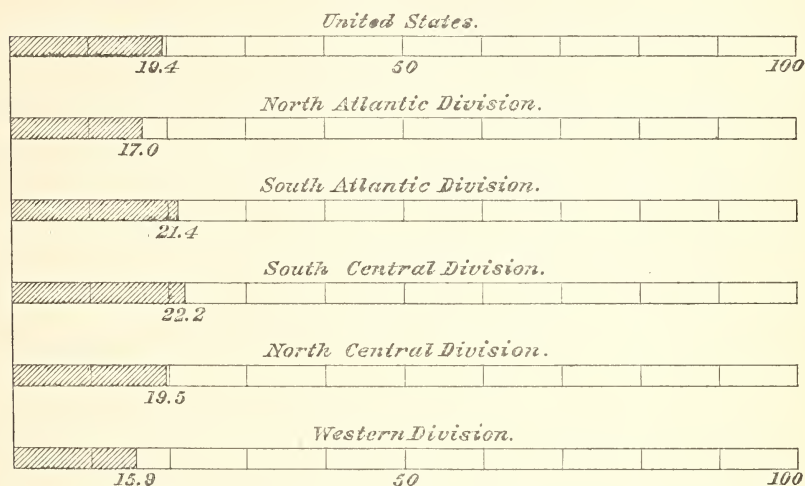 United States.
19.4 50 100
North Atlantic Division.
17.0
South Atlantic Division.
21.4
South Central Division.
22.2
North Central Division.
19.5
Western Division.
15.9 50 100